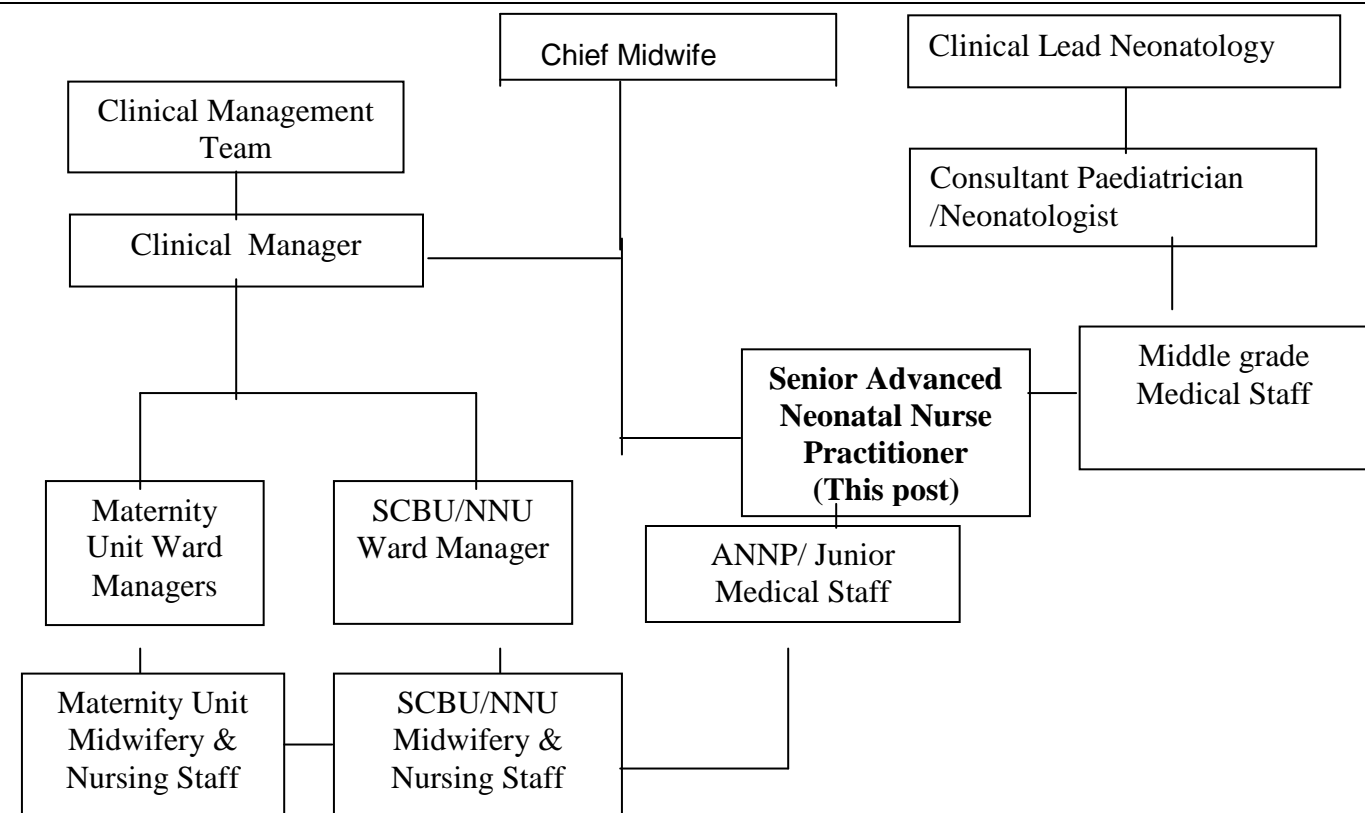 Chief Midwife
Clinical Lead Neonatology
Clinical Management
Team
Consultant Paediatrician
/Neonatologist
Clinical Manager
Senior Advanced
Neonatal Nurse
Practitioner
(This post)
Middle grade
Medical Staff
Maternity
Unit Ward
Managers
SCBU/NNU
Ward Manager
ANNP/ Junior
Medical Staff
Maternity Unit
Midwifery &
Nursing Staff
SCBU/NNU
Midwifery &
Nursing Staff